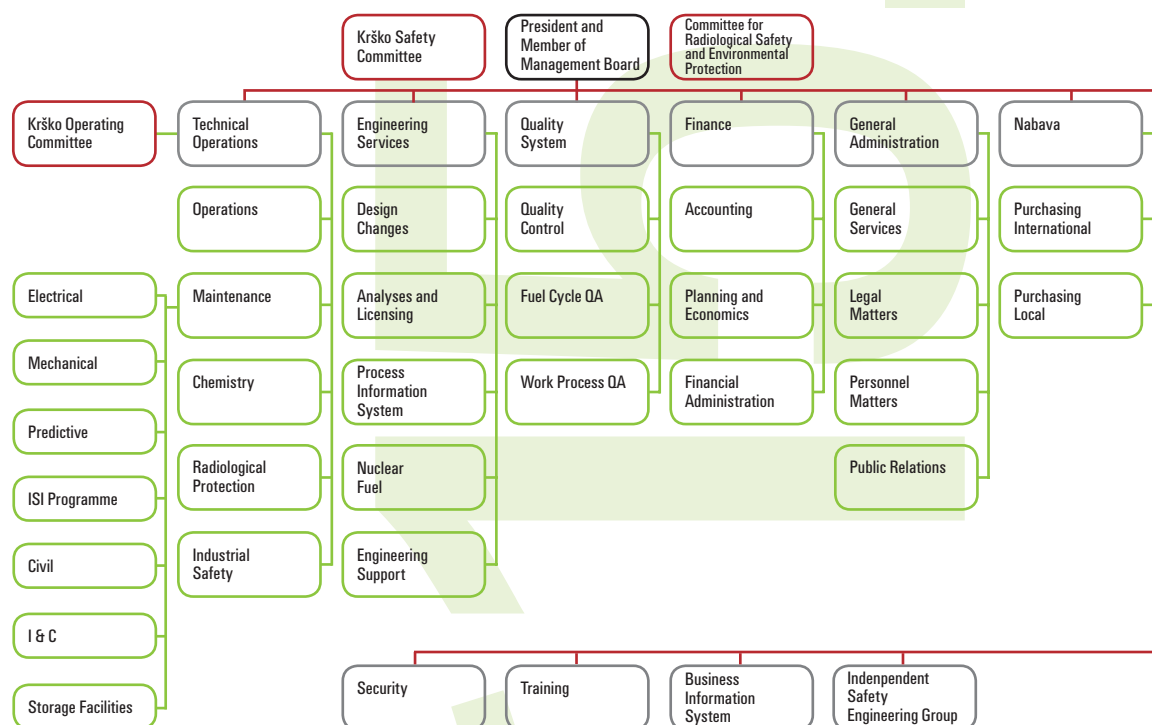 Krško Safety
Committee
President and
Member of
Management Board
Committee for
Radiological Safety
and Environmental
Protection
Krško Operating
Committee
Technical
Operations
Engineering
Services
Quality
System
Finance
General
Administration
Nabava
Operations
Design
Changes
Quality
Control
Accounting
General
Services
Purchasing
International
Electrical
Maintenance
Analyses and
Licensing
Fuel Cycle QA
Planning and
Economics
Legal
Matters
Purchasing
Local
Mechanical
Chemistry
Process
Information
System
Work Process QA
Financial
Administration
Personnel
Matters
Predictive
Radiological
Protection
Nuclear
Fuel
Public Relations
ISI Programme
Industrial
Safety
Engineering
Support
Civil
I & C
Storage Facilities
Security
Training
Business
Information
System
Indenpendent
Safety
Engineering Group